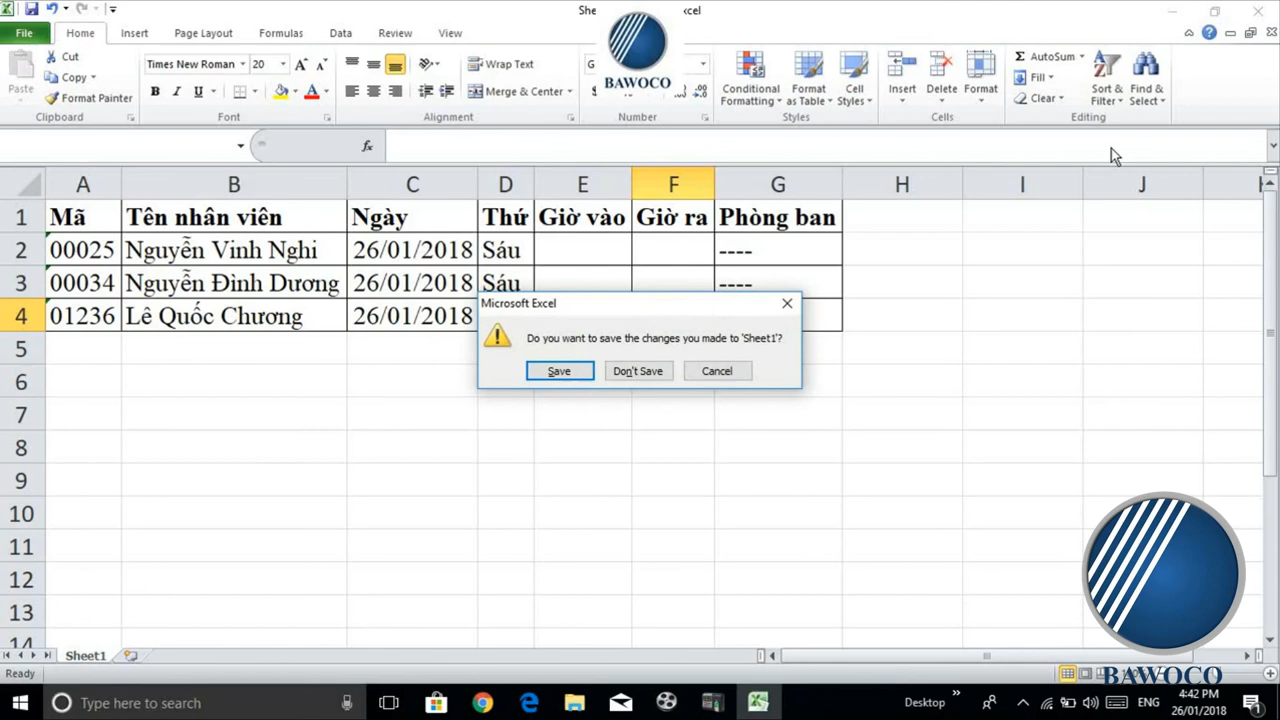 She
xcel
BAWOCO
File Home Insert Page Layout Formulas Data Review View
Paste
Cut
Copy
Format Painter
Clipboard
Times New Roman 20
B I U
Font
Wrap Text
Merge & Center
Alignment
G
Number
Conditional Formatting
Format as Table
Cell Styles
Styles
Insert Delete Format
Cells
Σ AutoSum
Fill
Clear
Sort & Filter
Find & Select
Editing
fx
A B C D E F G H I J
1 Mã Tên nhân viên Ngày Thứ Giờ vào Giờ ra Phòng ban
2 00025 Nguyễn Vinh Nghi 26/01/2018 Sáu ----
3 00034 Nguyễn Đình Dương 26/01/2018 Sáu ----
4 01236 Lê Quốc Chương 26/01/2018
5
6
7
8
9
10
11
12
13
14
Microsoft Excel
Do you want to save the changes you made to 'Sheet1'?
Save Don't Save Cancel
BAWOCO
Sheet1
Ready
Type here to search
Desktop
ENG
4:42 PM
26/01/2018
1